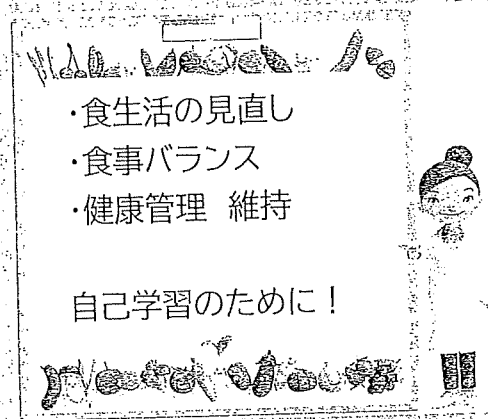 ・食生活の見直し
・食事バランス
・健康管理 維持
自己学習のために！